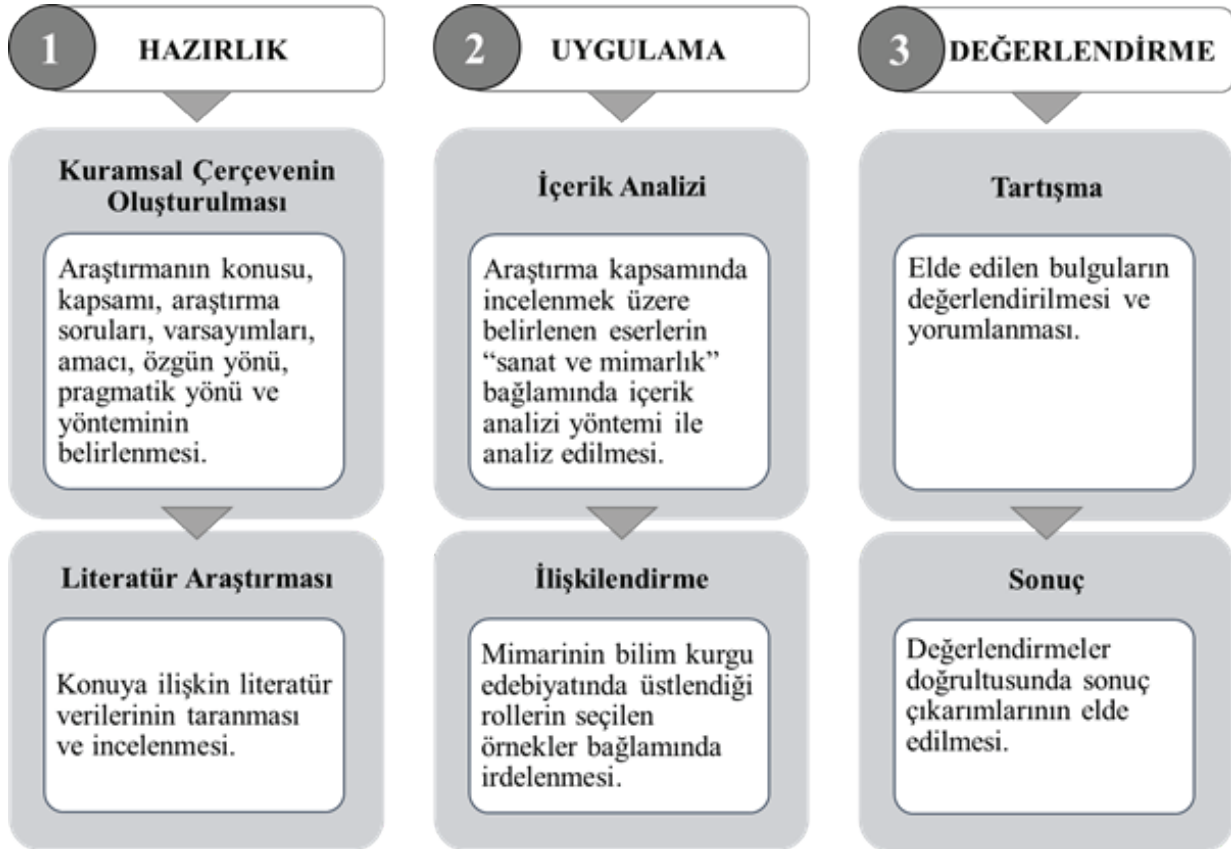 1 HAZIRLIK
Kuramsal Çerçevenin
Oluşturulması
Araştırmanın konusu,
kapsamı, araştırma
soruları, varsayımları,
amacı, özgün yönü,
pragmatik yönü ve
yönteminin
belirlenmesi.
Literatür Araştırması
Konuya ilişkin literatür
verilerinin taranması
ve incelenmesi.
2 UYGULAMA
İçerik Analizi
Araştırma kapsamında
incelenmek üzere
belirlenen eserlerin
“sanat ve mimarlık”
bağlamında içerik
analizi yöntemi ile
analiz edilmesi.
İlişkilendirme
Mimarinin bilim kurgu
edebiyatında üstlendiği
rollerin seçilen
örnekler bağlamında
irdelenmesi.
3 DEĞERLENDİRME
Tartışma
Elde edilen bulguların
değerlendirilmesi ve
yorumlanması.
Sonuç
Değerlendirmeler
doğrultusunda sonuç
çıkarımlarının elde
edilmesi.